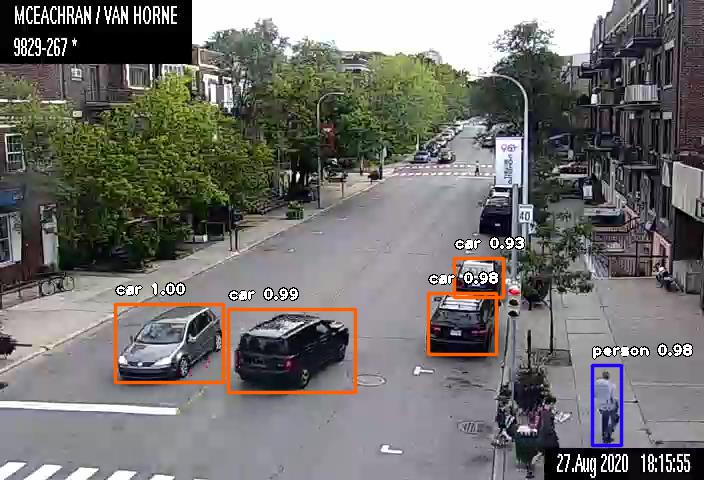 MCEACHRAN / VAN HORNE
9829-267 *
40
car 0.93
car 0.98
car 1.00
car 0.99
person 0.98
27.Aug 2020 18:15:55